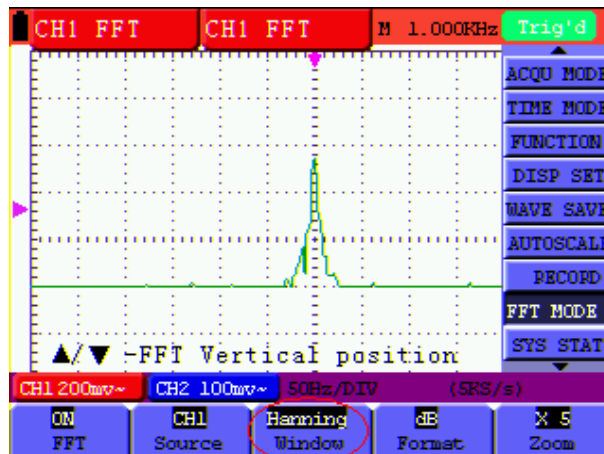 CH1 FFT CH1 FFT M 1.000KHz Trig'd
ACQU MODE
TIME MODE
FUNCTION
DISP SET
WAVE SAVE
AUTOSCALE
RECORD
FFT MODE
SYS STAT
▲/▼ -FFT Vertical position
CH1 200mv~ CH2 100mv~ 50Hz/DIV (5KS/s)
ON CH1 Hanning dB X 5
FFT Source Window Format Zoom